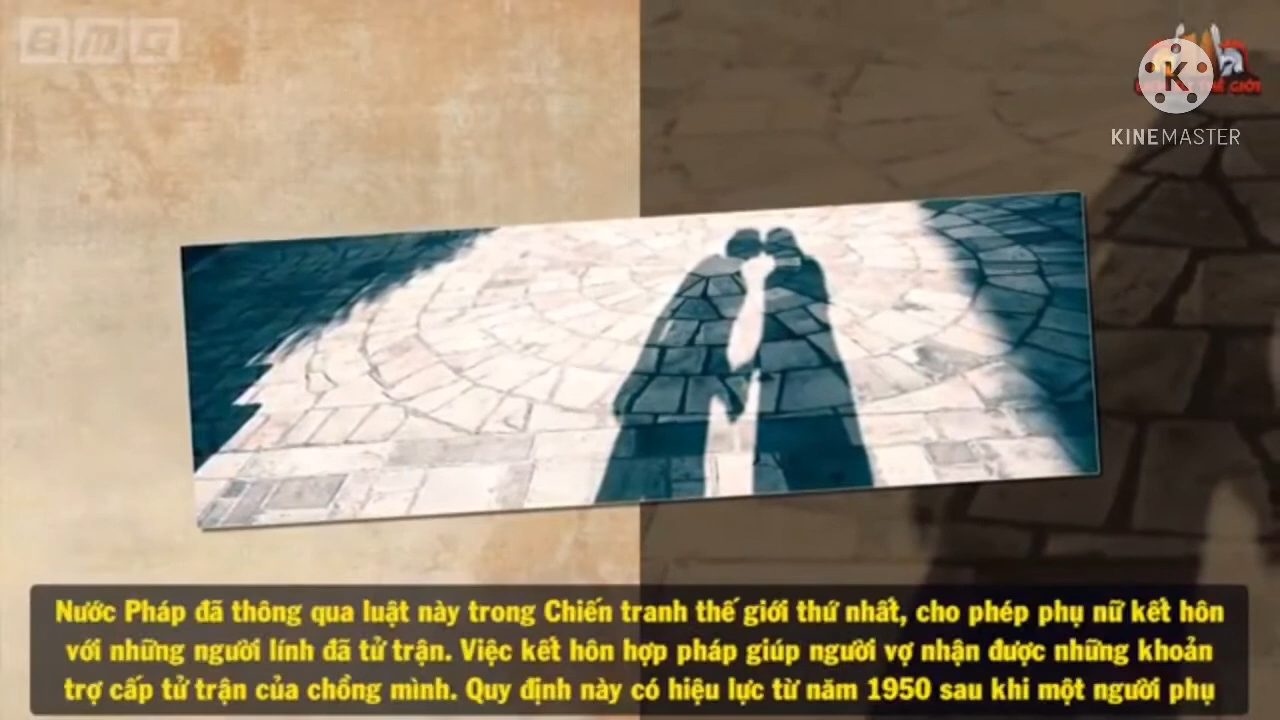 BMG
THẾ GIỚI
KINEMASTER
Nước Pháp đã thông qua luật này trong Chiến tranh thế giới thứ nhất, cho phép phụ nữ kết hôn
với những người lính đã tử trận. Việc kết hôn hợp pháp giúp người vợ nhận được những khoản
trợ cấp tử trận của chồng mình. Quy định này có hiệu lực từ năm 1950 sau khi một người phụ